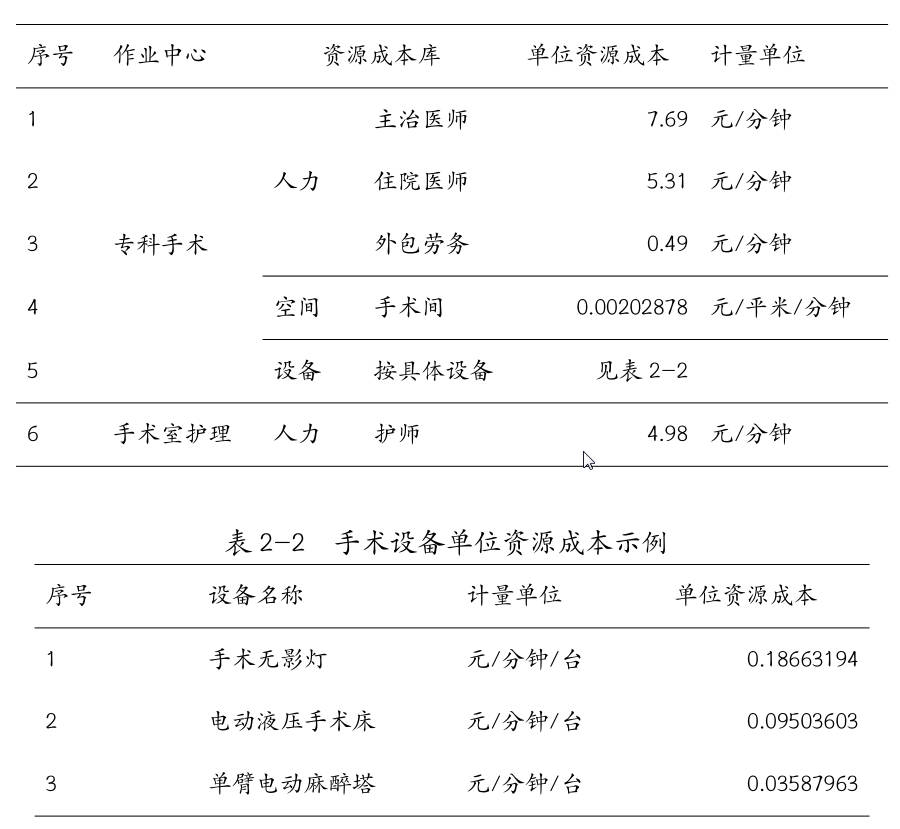 序号 作业中心 资源成本库 单位资源成本 计量单位
1 主治医师 7.69 元/分钟
2 人力 住院医师 5.31 元/分钟
3 专科手术 外包劳务 0.49 元/分钟
4 空间 手术间 0.00202878 元/平米/分钟
5 设备 按具体设备 见表 2-2
6 手术室护理 人力 护师 4.98 元/分钟
表 2-2 手术设备单位资源成本示例
序号 设备名称 计量单位 单位资源成本
1 手术无影灯 元/分钟/台 0.18663194
2 电动液压手术床 元/分钟/台 0.09503603
3 单臂电动麻醉塔 元/分钟/台 0.03587963